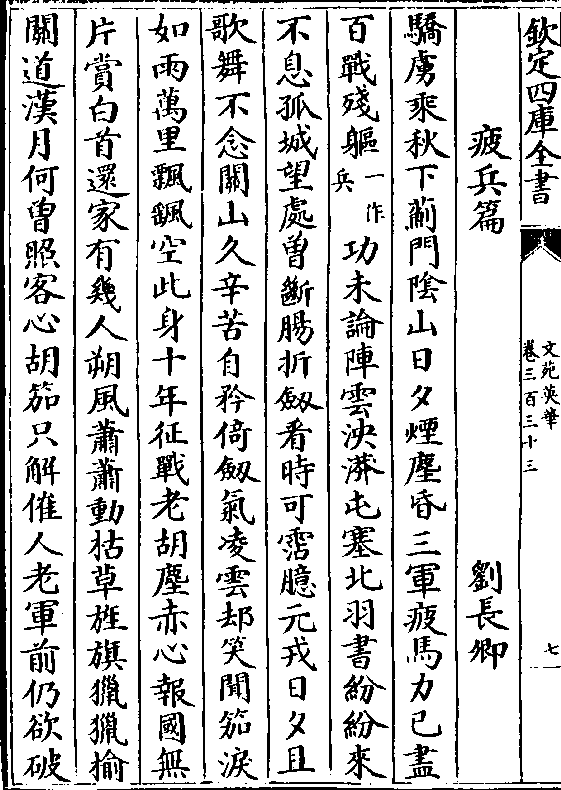 欽定四庫全書
文苑英華
卷三百三十三
七
疲兵篇
劉長卿
驕虜乘秋下薊門陰山日夕煙塵昏三軍疲馬力已盡
百戰殘軀一作兵功未論陣雲泱漭屯塞北羽書紛紛來
不息孤城望處曽斷腸折劔看時可霑臆元戎日夕且
歌舞不念關山久辛苦自矜倚劔氣凌雲却笑聞笳淚
如雨萬里飄颻空此身十年征戰老胡塵赤心報國無
片賞白首還家有幾人朔風蕭蕭動枯草旌旗獵獵揄
關道漢月何曽照客心胡笳只解催人老軍前仍欲破